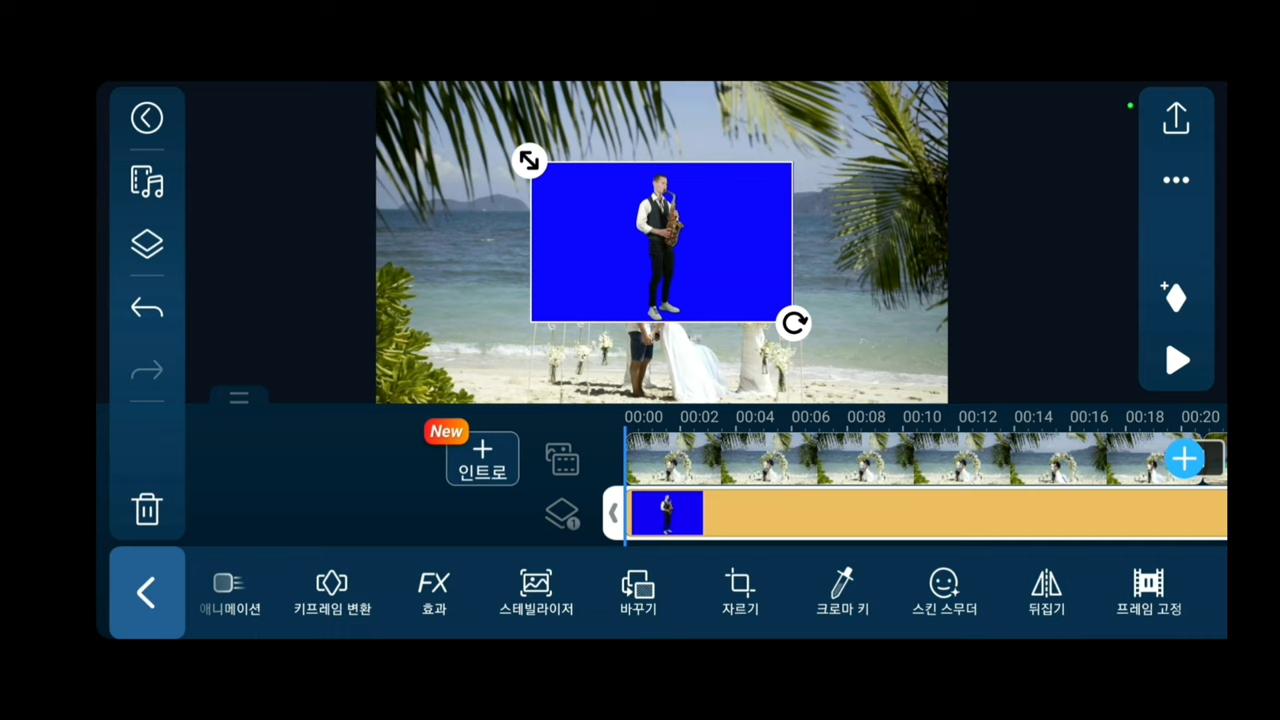 00:00 00:02 00:04 00:06 00:08 00:10 00:12 00:14 00:16 00:18 00:20
New
인트로
1
애니메이션 키프레임 변환 FX 효과 스테빌라이저 바꾸기 자르기 크로마 키 스킨 스무더 뒤집기 프레임 고정